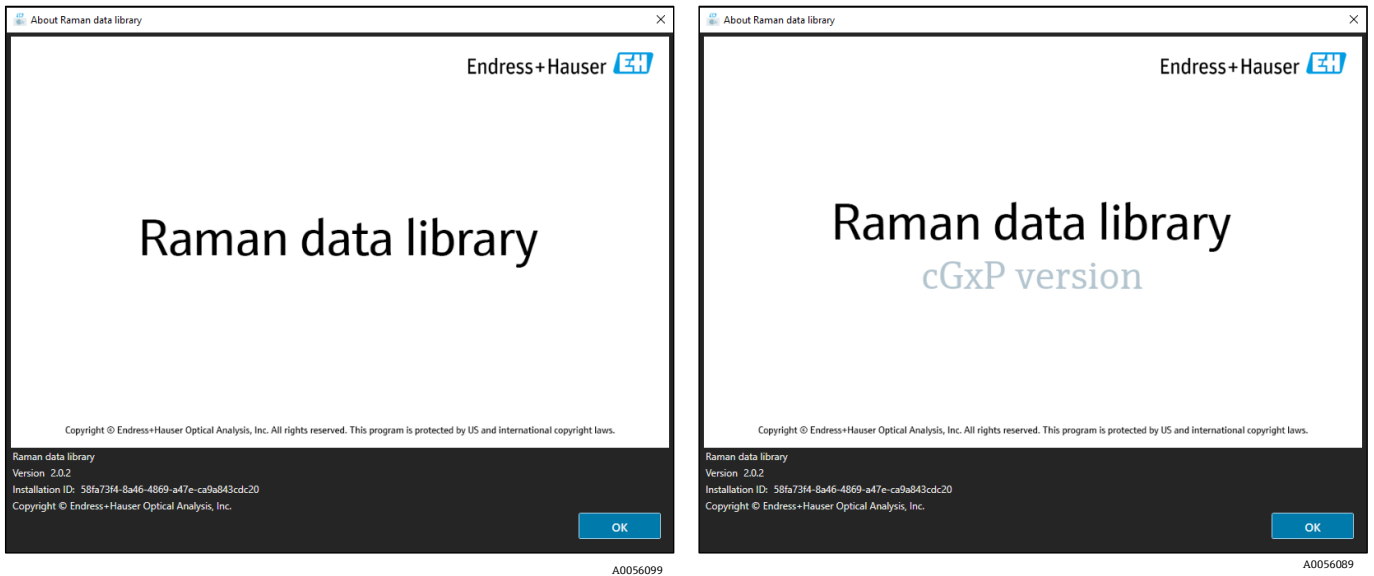 About Raman data library
Endress+Hauser EH
Raman data library
Copyright © Endress+Hauser Optical Analysis, Inc. All rights reserved. This program is protected by US and international copyright laws.
Raman data library
Version 2.0.2
Installation ID: 58fa73f4-8a46-4869-a47e-ca9a843cdc20
Copyright © Endress+Hauser Optical Analysis, Inc.
OK
A0056099
About Raman data library
Endress+Hauser EH
Raman data library
cGxP version
Copyright © Endress+Hauser Optical Analysis, Inc. All rights reserved. This program is protected by US and international copyright laws.
Raman data library
Version 2.0.2
Installation ID: 58fa73f4-8a46-4869-a47e-ca9a843cdc20
Copyright © Endress+Hauser Optical Analysis, Inc.
OK
A0056089